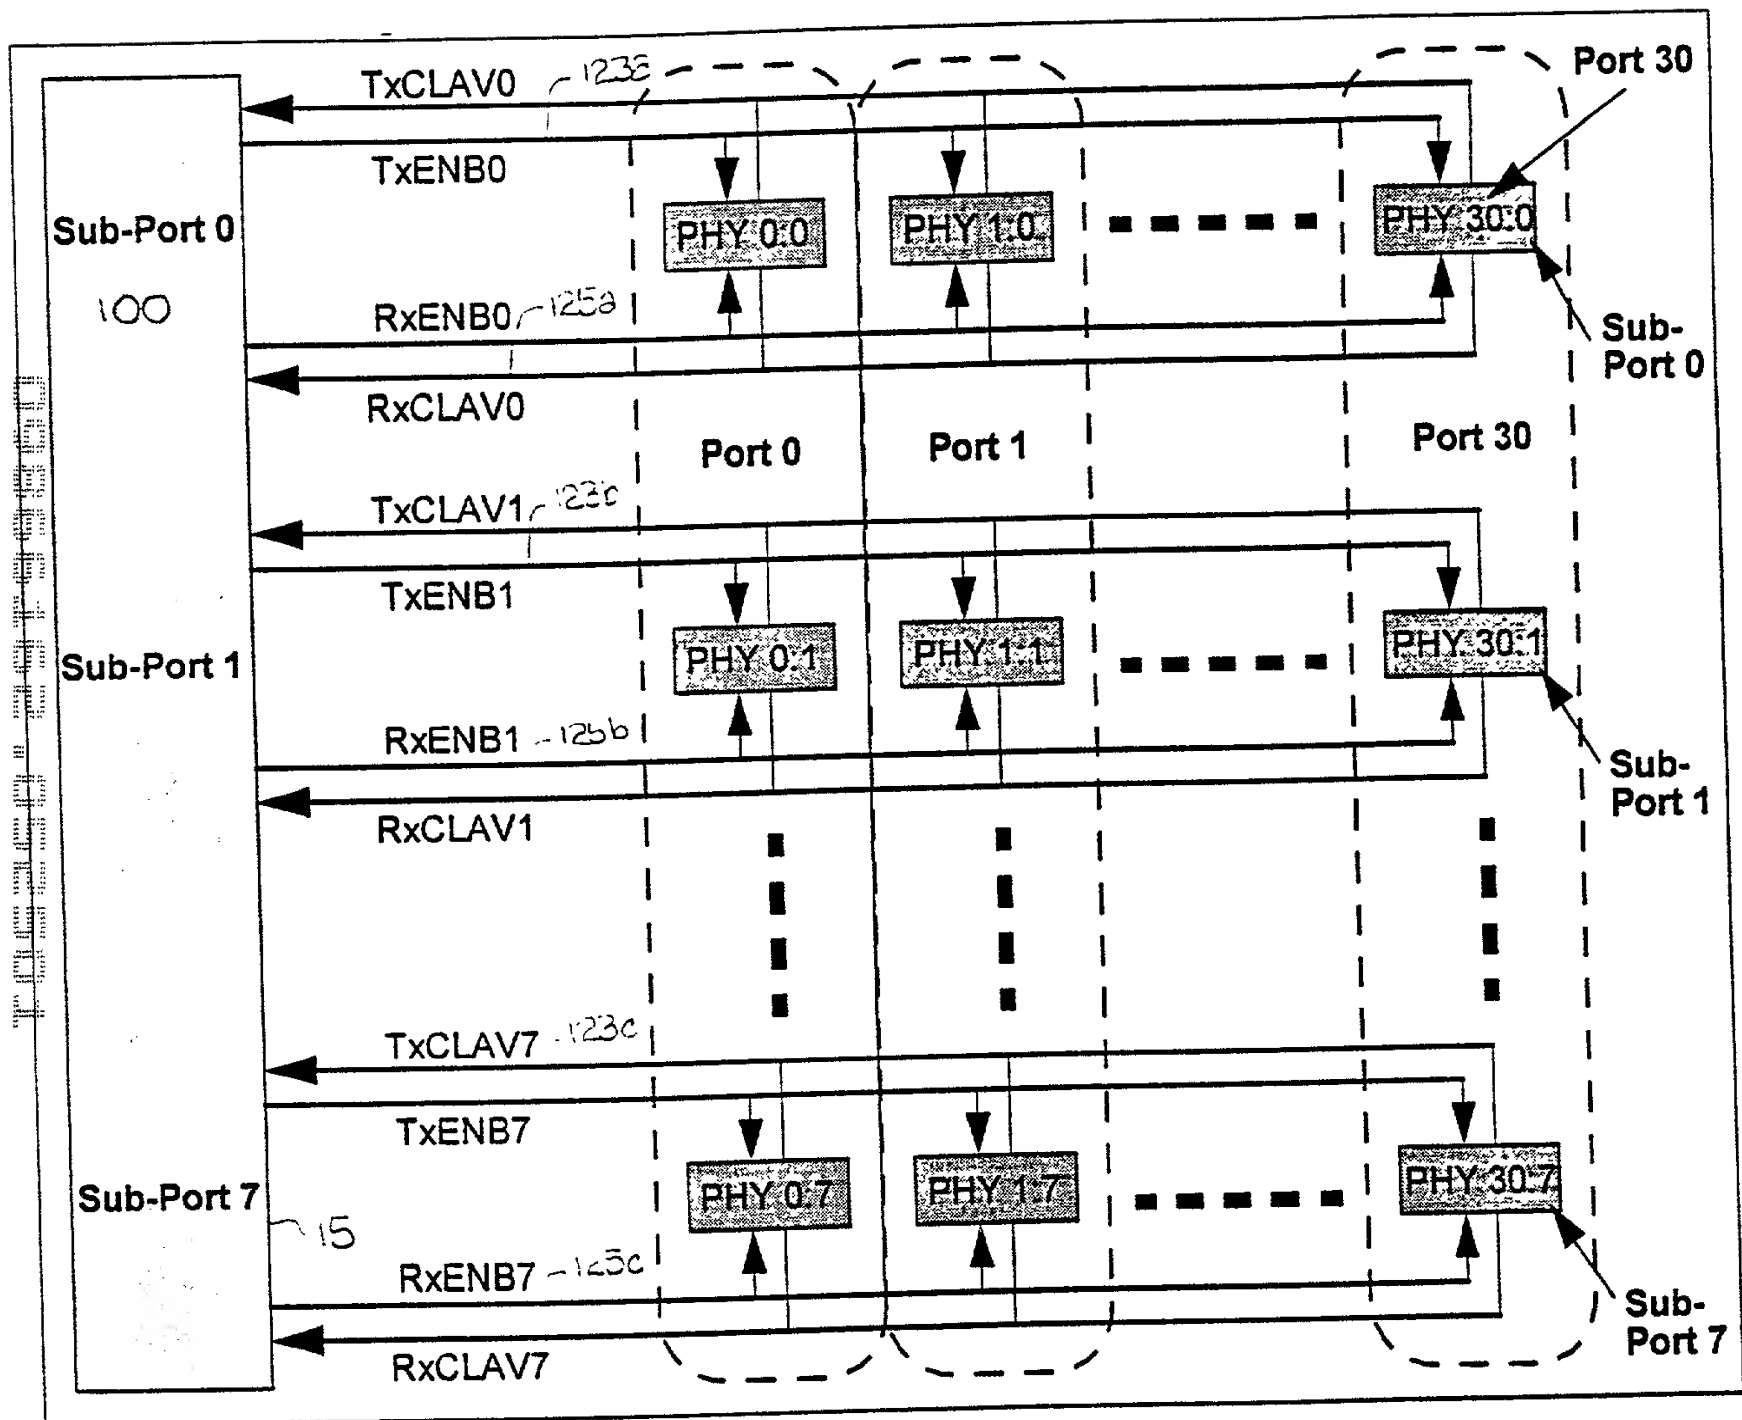 TxCLAV0
123a
Port 30
TxENB0
Sub-Port 0
PHY 0:0
PHY 1:0
PHY 30:0
100
RxENB0
125a
Sub-
Port 0
RxCLAV0
Port 0
Port 1
Port 30
TxCLAV1
123b
TxENB1
Sub-Port 1
PHY 0:1
PHY 1:1
PHY 30:1
RxENB1
125b
Sub-
Port 1
RxCLAV1
TxCLAV7
123c
TxENB7
Sub-Port 7
PHY 0:7
PHY 1:7
PHY 30:7
15
RxENB7
125c
Sub-
Port 7
RxCLAV7